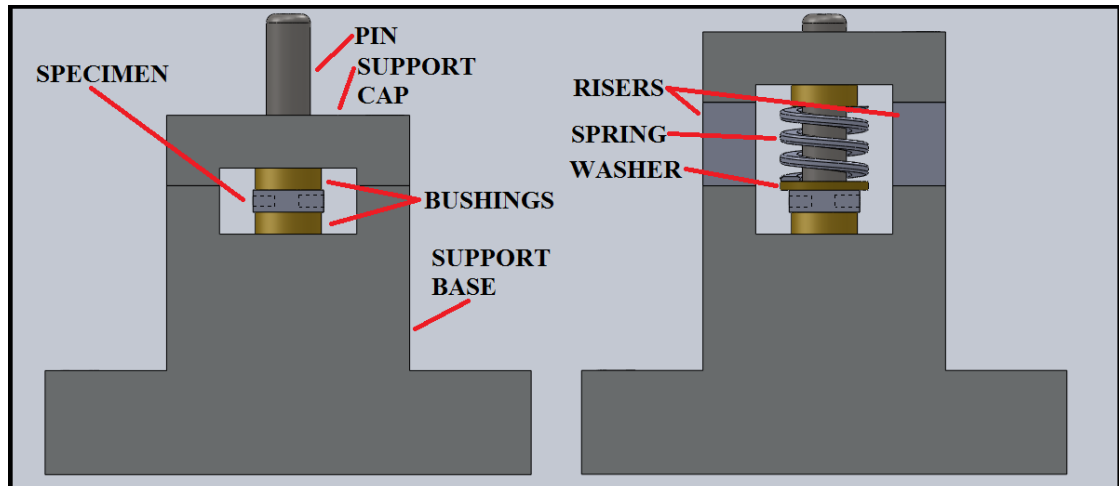 PIN
SUPPORT
CAP
SPECIMEN
BUSHINGS
SUPPORT
BASE
RISERS
SPRING
WASHER